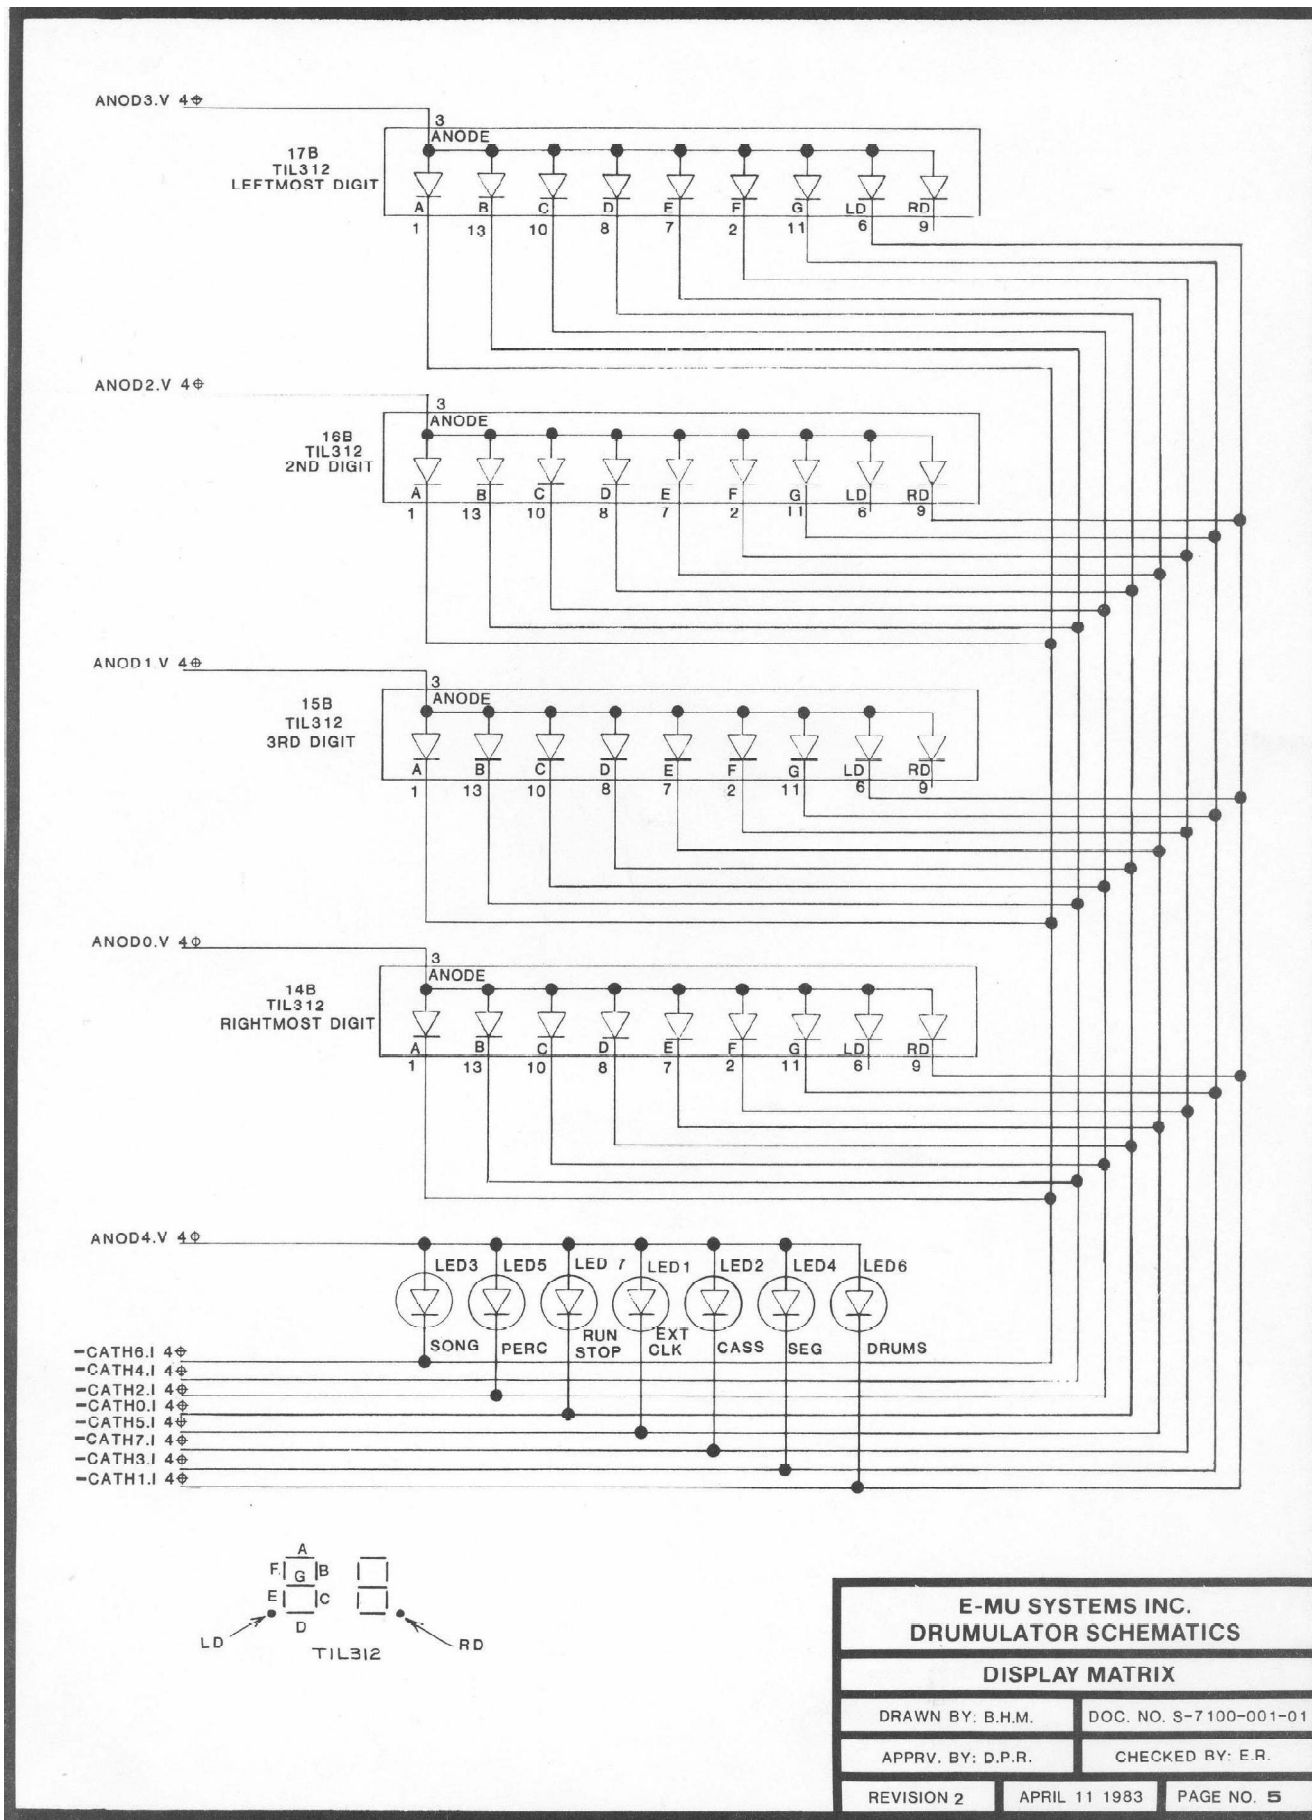 ANOD3.V 4
3
ANODE
17B
TIL312
LEFTMOST DIGIT
A B C D E F G LD RD
1 13 10 8 7 2 11 6 9
ANOD2.V 4
3
ANODE
16B
TIL312
2ND DIGIT
A B C D E F G LD RD
1 13 10 8 7 2 11 6 9
ANOD1.V 4
3
ANODE
15B
TIL312
3RD DIGIT
A B C D E F G LD RD
1 13 10 8 7 2 11 6 9
ANOD0.V 4
3
ANODE
14B
TIL312
RIGHTMOST DIGIT
A B C D E F G LD RD
1 13 10 8 7 2 11 6 9
ANOD4.V 4
LED3 LED5 LED 7 LED1 LED2 LED4 LED6
SONG PERC RUN STOP EXT CLK CASS SEG DRUMS
-CATH6.I 4
-CATH4.I 4
-CATH2.I 4
-CATH0.I 4
-CATH5.I 4
-CATH7.I 4
-CATH3.I 4
-CATH1.I 4
A
F G B
E C
D
LD
RD
TIL312
E-MU SYSTEMS INC.
DRUMULATOR SCHEMATICS
DISPLAY MATRIX
DRAWN BY: B.H.M.
DOC. NO. S-7100-001-01
APPRV. BY: D.P.R.
CHECKED BY: E.R.
REVISION 2
APRIL 11 1983
PAGE NO. 5